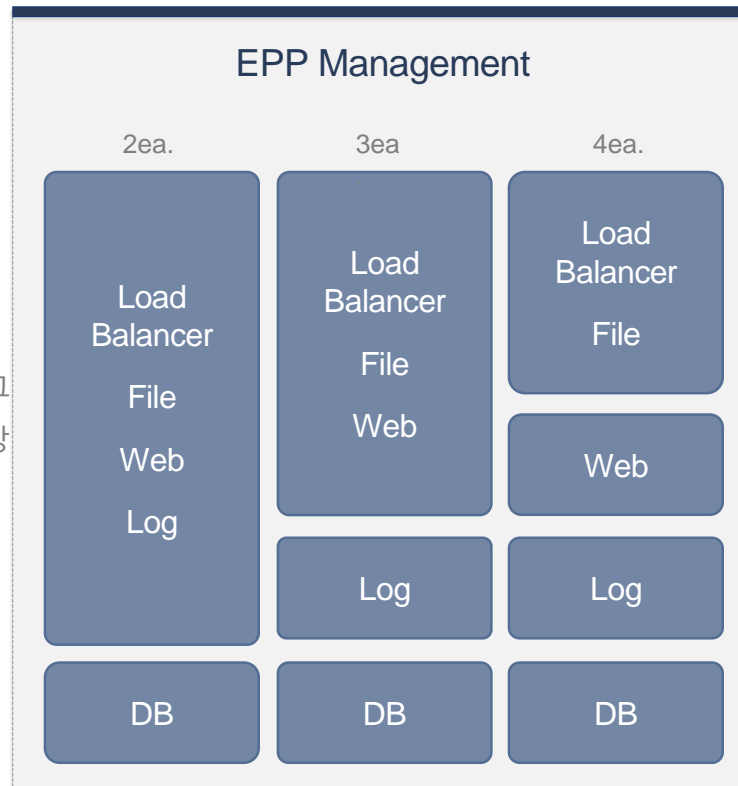 EPP Management
2ea.
3ea
4ea.
Load
Balancer
File
Web
Log
DB
Load
Balancer
File
Web
Log
DB
Load
Balancer
File
Web
Log
DB